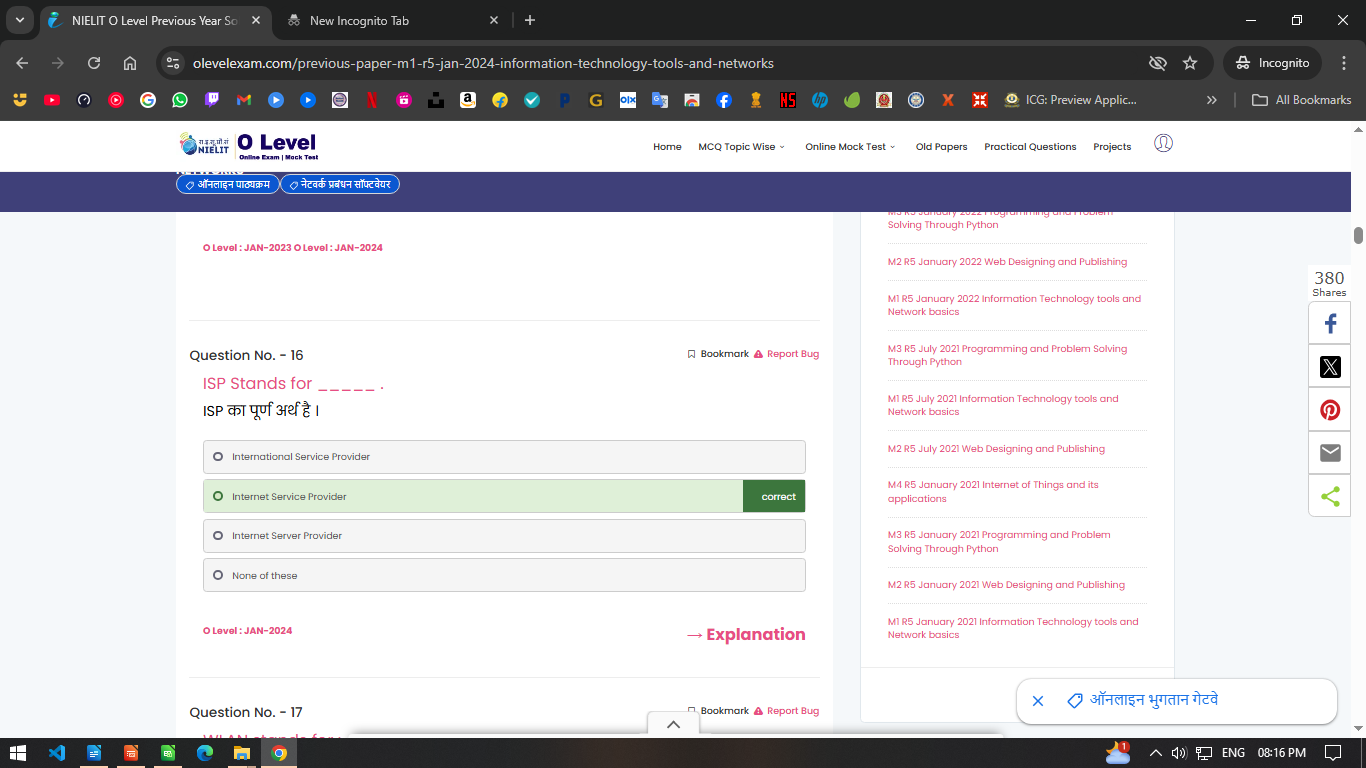 NIELIT O Level Previous Year So
New Incognito Tab
olevelexam.com/previous-paper-m1-r5-jan-2024-information-technology-tools-and-networks
Incognito
ICG: Preview Applic...
All Bookmarks
रा.इ.सू.प्रौ.सं
NIELIT
O Level
Online Exam | Mock Test
Home
MCQ Topic Wise
Online Mock Test
Old Papers
Practical Questions
Projects
ऑनलाइन पाठ्यक्रम
नेटवर्क प्रबंधन सॉफ्टवेयर
O Level : JAN-2023 O Level : JAN-2024
Question No. - 16
Bookmark
Report Bug
ISP Stands for _____ .
ISP का पूर्ण अर्थ है ।
International Service Provider
Internet Service Provider
correct
Internet Server Provider
None of these
O Level : JAN-2024
→ Explanation
Question No. - 17
Bookmark
Report Bug
WLAN stands for
M3 R5 January 2022 Programming and Problem
Solving Through Python
M2 R5 January 2022 Web Designing and Publishing
M1 R5 January 2022 Information Technology tools and
Network basics
M3 R5 July 2021 Programming and Problem Solving
Through Python
M1 R5 July 2021 Information Technology tools and
Network basics
M2 R5 July 2021 Web Designing and Publishing
M4 R5 January 2021 Internet of Things and its
applications
M3 R5 January 2021 Programming and Problem
Solving Through Python
M2 R5 January 2021 Web Designing and Publishing
M1 R5 January 2021 Information Technology tools and
Network basics
380
Shares
ऑनलाइन भुगतान गेटवे
1
ENG
08:16 PM